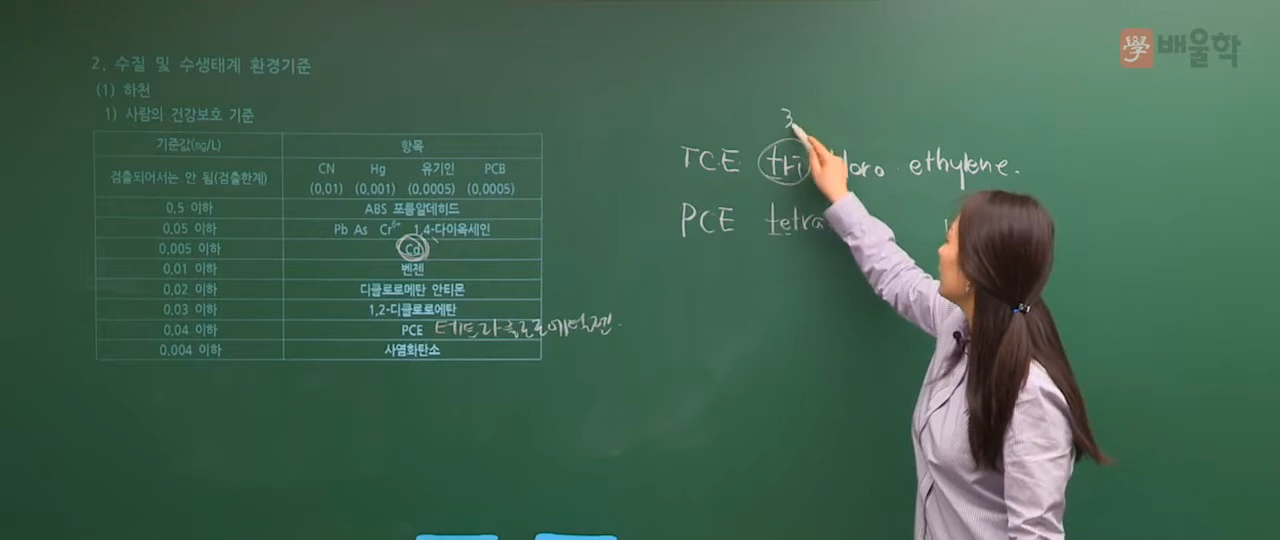 學 배울학
2. 수질 및 수생태계 환경기준
(1) 하천
1) 사람의 건강보호 기준
기준값(㎎/L) 항목
검출되어서는 안 됨(검출한계) CN (0.01) Hg (0.001) 유기인 (0.0005) PCB (0.0005)
0.5 이하 ABS 포름알데히드
0.05 이하 Pb As Cr6+ 1,4-다이옥세인
0.005 이하 Cd
0.01 이하 벤젠
0.02 이하 디클로로메탄 안티몬
0.03 이하 1,2-디클로로에탄
0.04 이하 PCE 테트라클로로에틸렌.
0.004 이하 사염화탄소
3
T.C.E tri loro ethylene.
PCE tetra